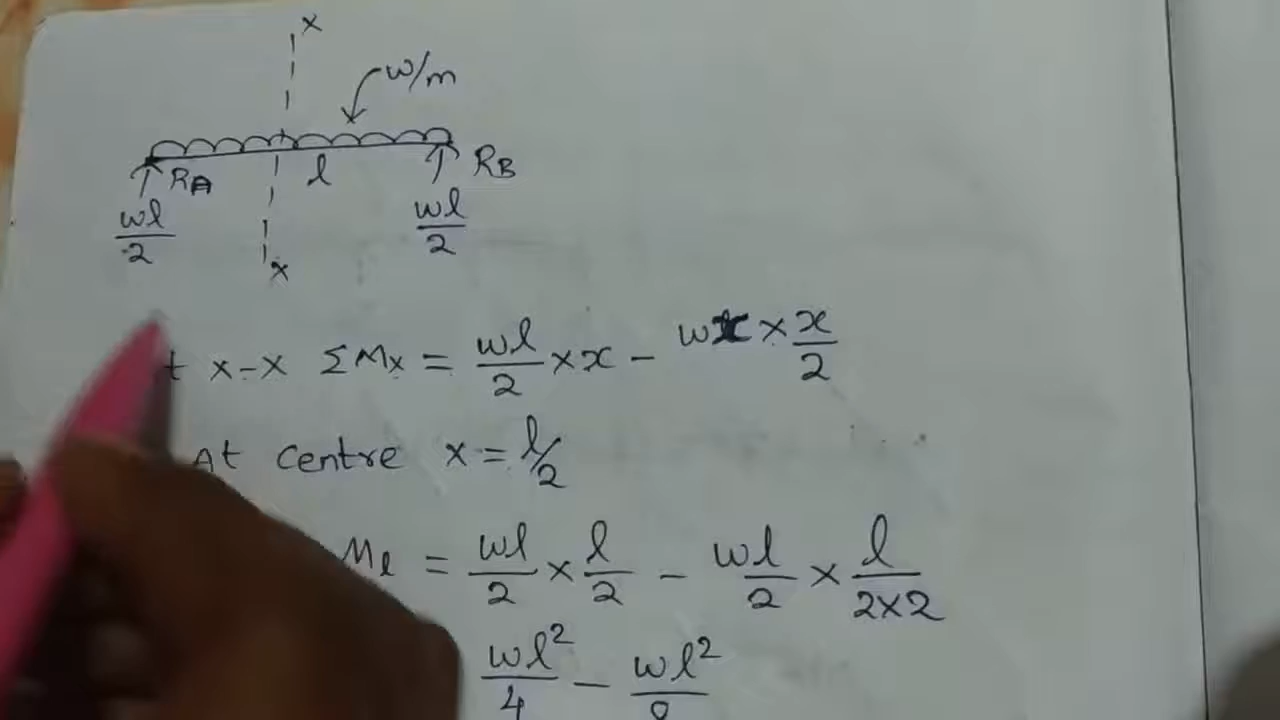 x
w/m
RA l RB
wl/2 wl/2
x
t x-x ΣMx = wl/2 × x - wx × x/2
At centre x = l/2
Ml = wl/2 × l/2 - wl/2 × l/2×2
wl²/4 - wl²/8